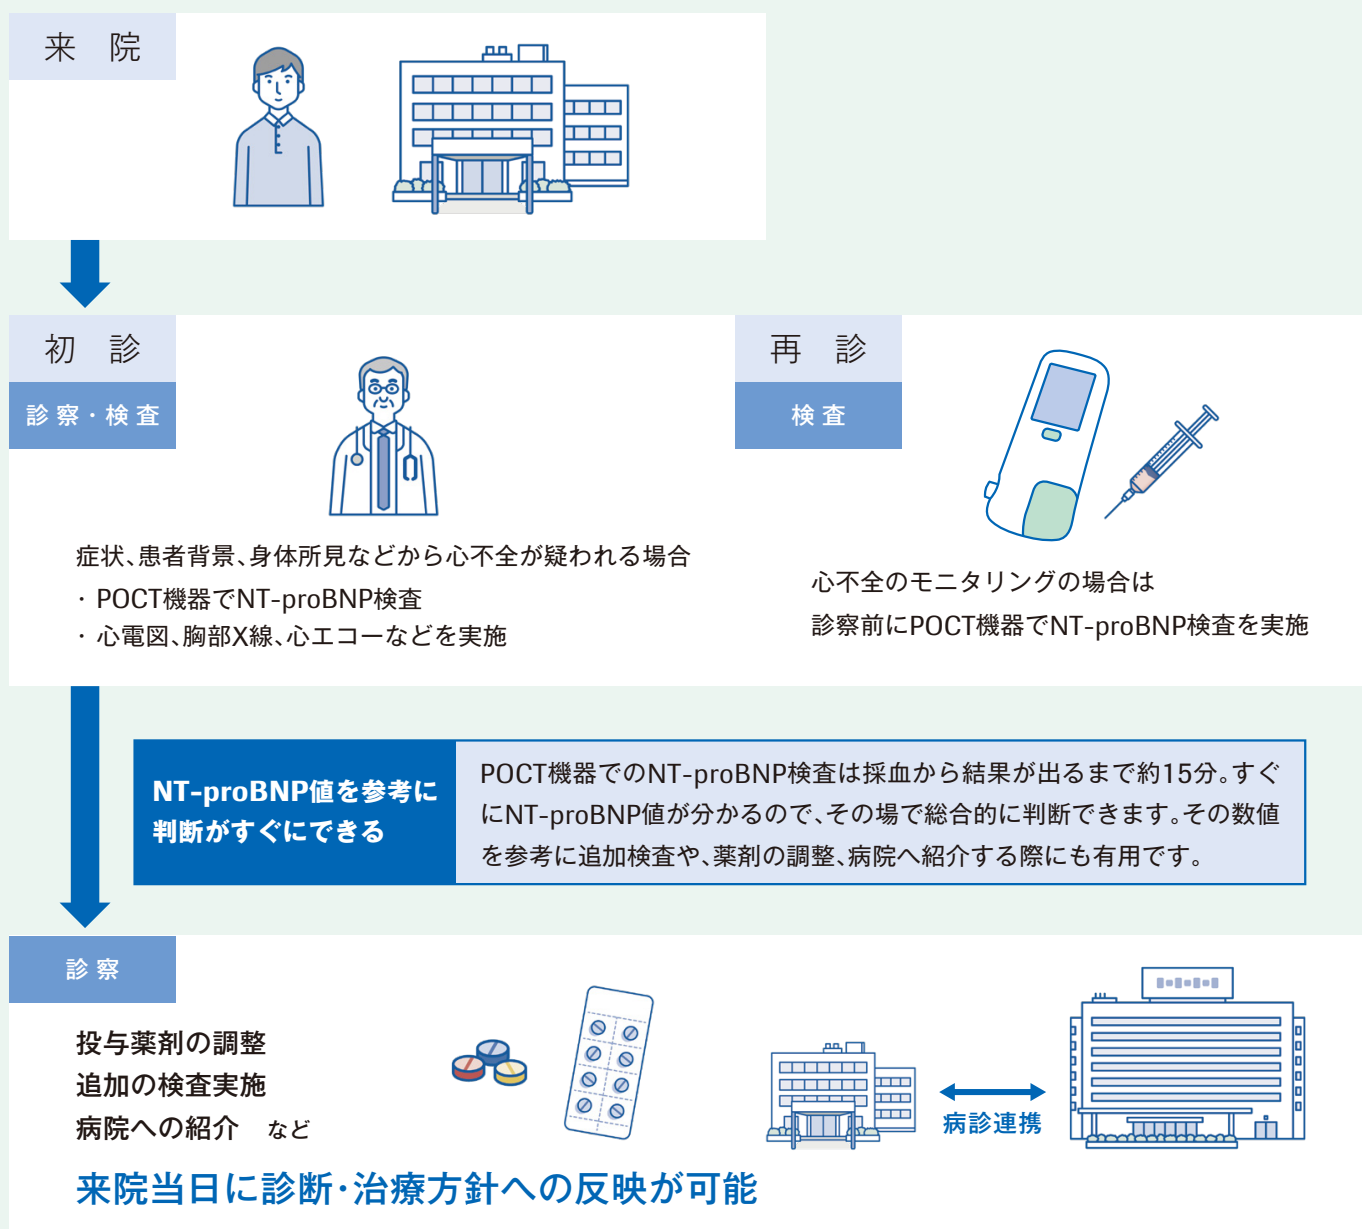 来 院
初 診
診察・検査
症状、患者背景、身体所見などから心不全が疑われる場合
・POCT機器でNT-proBNP検査
・心電図、胸部X線、心エコーなどを実施
再 診
検査
心不全のモニタリングの場合は
診察前にPOCT機器でNT-proBNP検査を実施
NT-proBNP値を参考に
判断がすぐにできる
POCT機器でのNT-proBNP検査は採血から結果が出るまで約15分。すぐ
にNT-proBNP値が分かるので、その場で総合的に判断できます。その数値
を参考に追加検査や、薬剤の調整、病院へ紹介する際にも有用です。
診察
投与薬剤の調整
追加の検査実施
病院への紹介 など
病診連携
来院当日に診断・治療方針への反映が可能